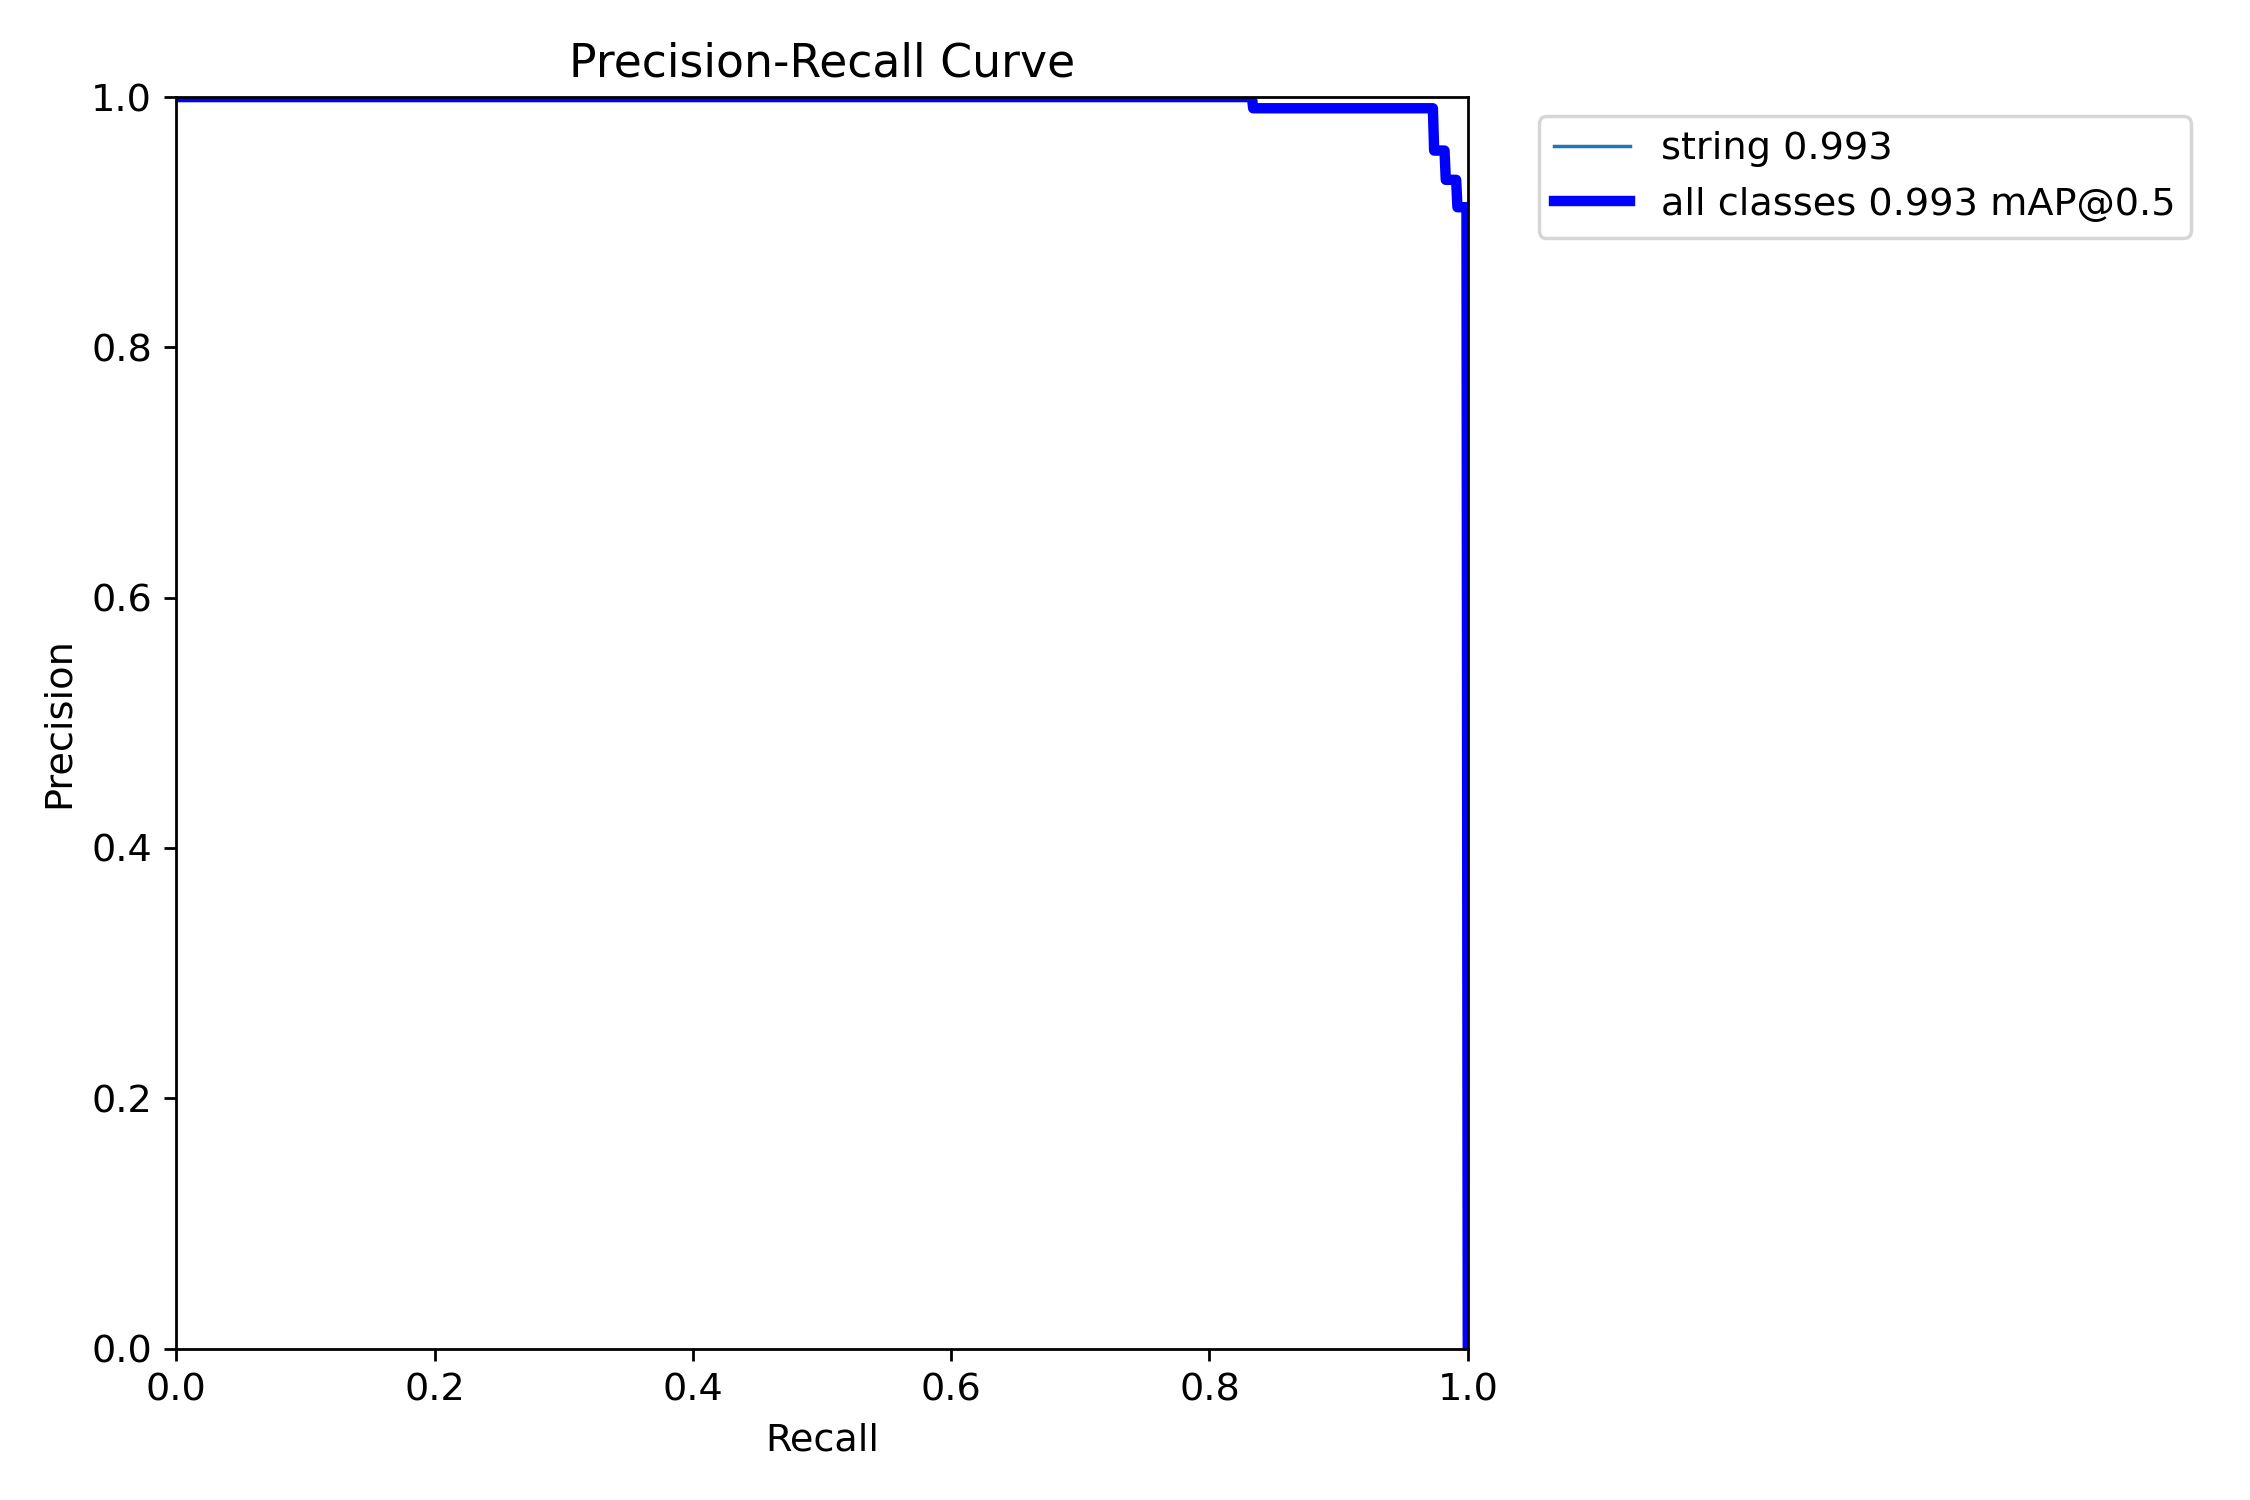 Precision-Recall Curve
1.0
0.8
0.6
0.4
0.2
0.0
Precision
0.0 0.2 0.4 0.6 0.8 1.0
Recall
string 0.993
all classes 0.993 mAP@0.5